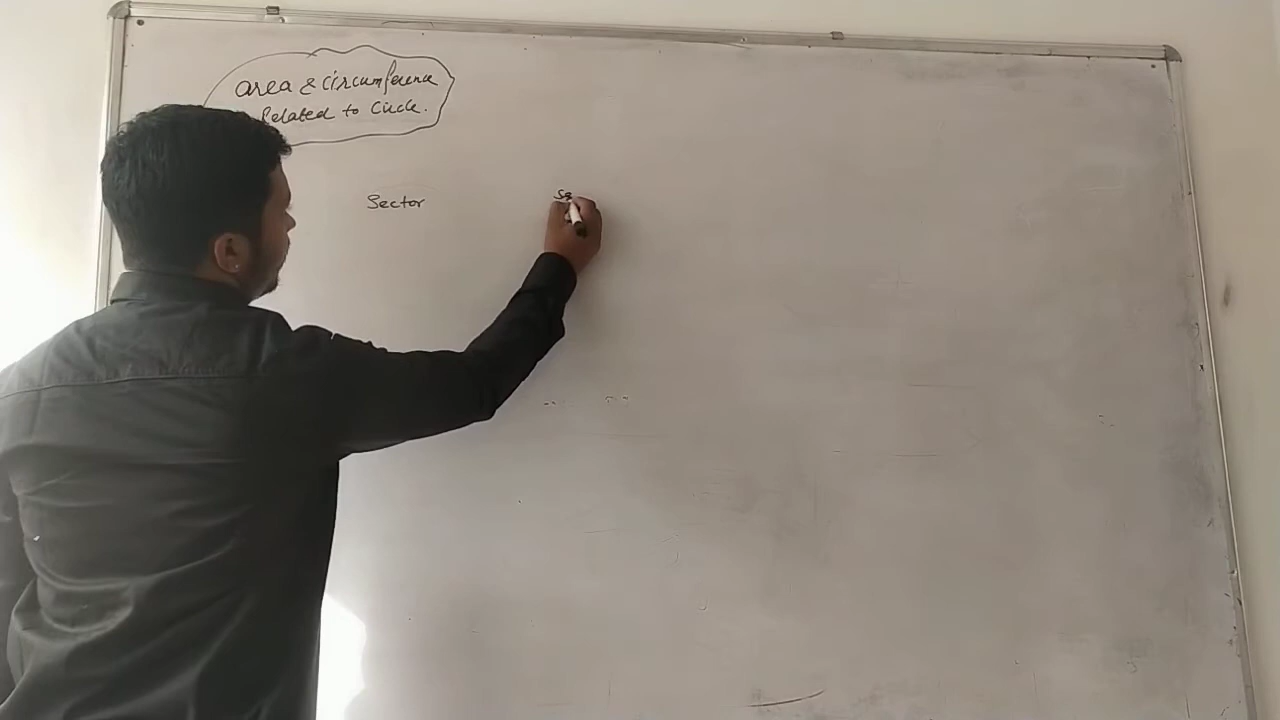 area & circumference
Related to Circle.
Sector
Se